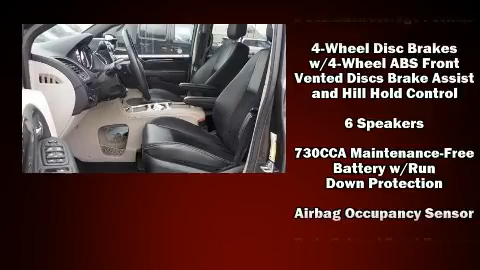 4-Wheel Disc Brakes
w/4-Wheel ABS Front
Vented Discs Brake Assist
and Hill Hold Control
6 Speakers
730CCA Maintenance-Free
Battery w/Run
Down Protection
Airbag Occupancy Sensor